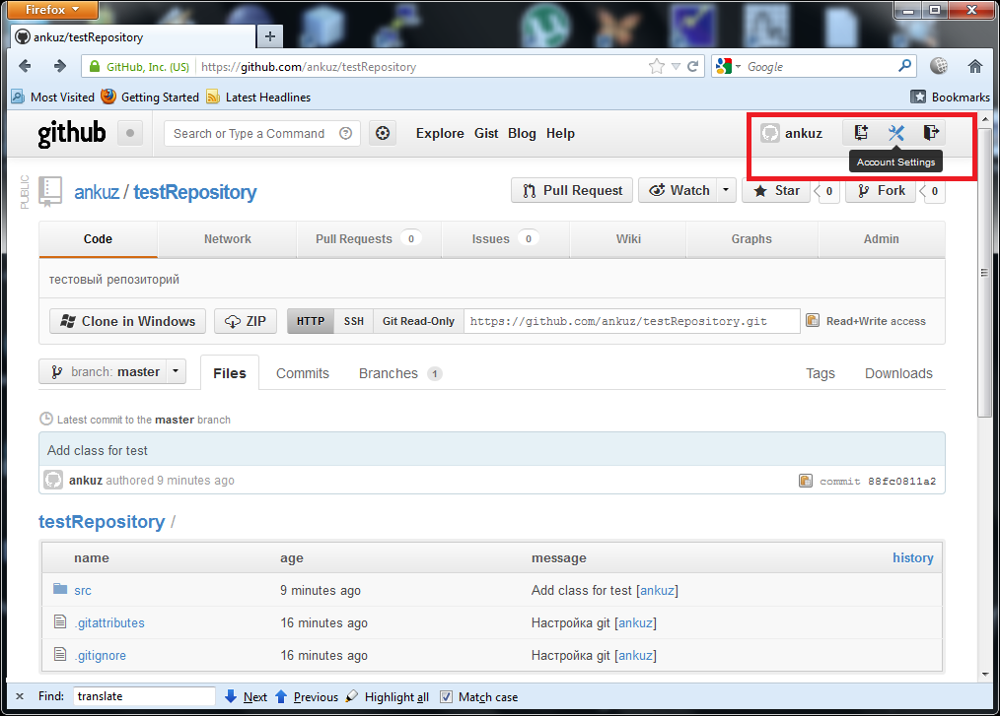 Firefox
ankuz/testRepository
GitHub, Inc. (US) https://github.com/ankuz/testRepository Google
Most Visited Getting Started Latest Headlines Bookmarks
github Search or Type a Command Explore Gist Blog Help ankuz
Account Settings
PUBLIC
ankuz / testRepository Pull Request Watch Star 0 Fork 0
Code Network Pull Requests 0 Issues 0 Wiki Graphs Admin
тестовый репозиторий
Clone in Windows ZIP HTTP SSH Git Read-Only https://github.com/ankuz/testRepository.git Read+Write access
branch: master Files Commits Branches 1 Tags Downloads
Latest commit to the master branch
Add class for test
ankuz authored 9 minutes ago commit 88fc0811a2
testRepository /
name age message history
src 9 minutes ago Add class for test [ankuz]
.gitattributes 16 minutes ago Настройка git [ankuz]
.gitignore 16 minutes ago Настройка git [ankuz]
Find: translate Next Previous Highlight all Match case